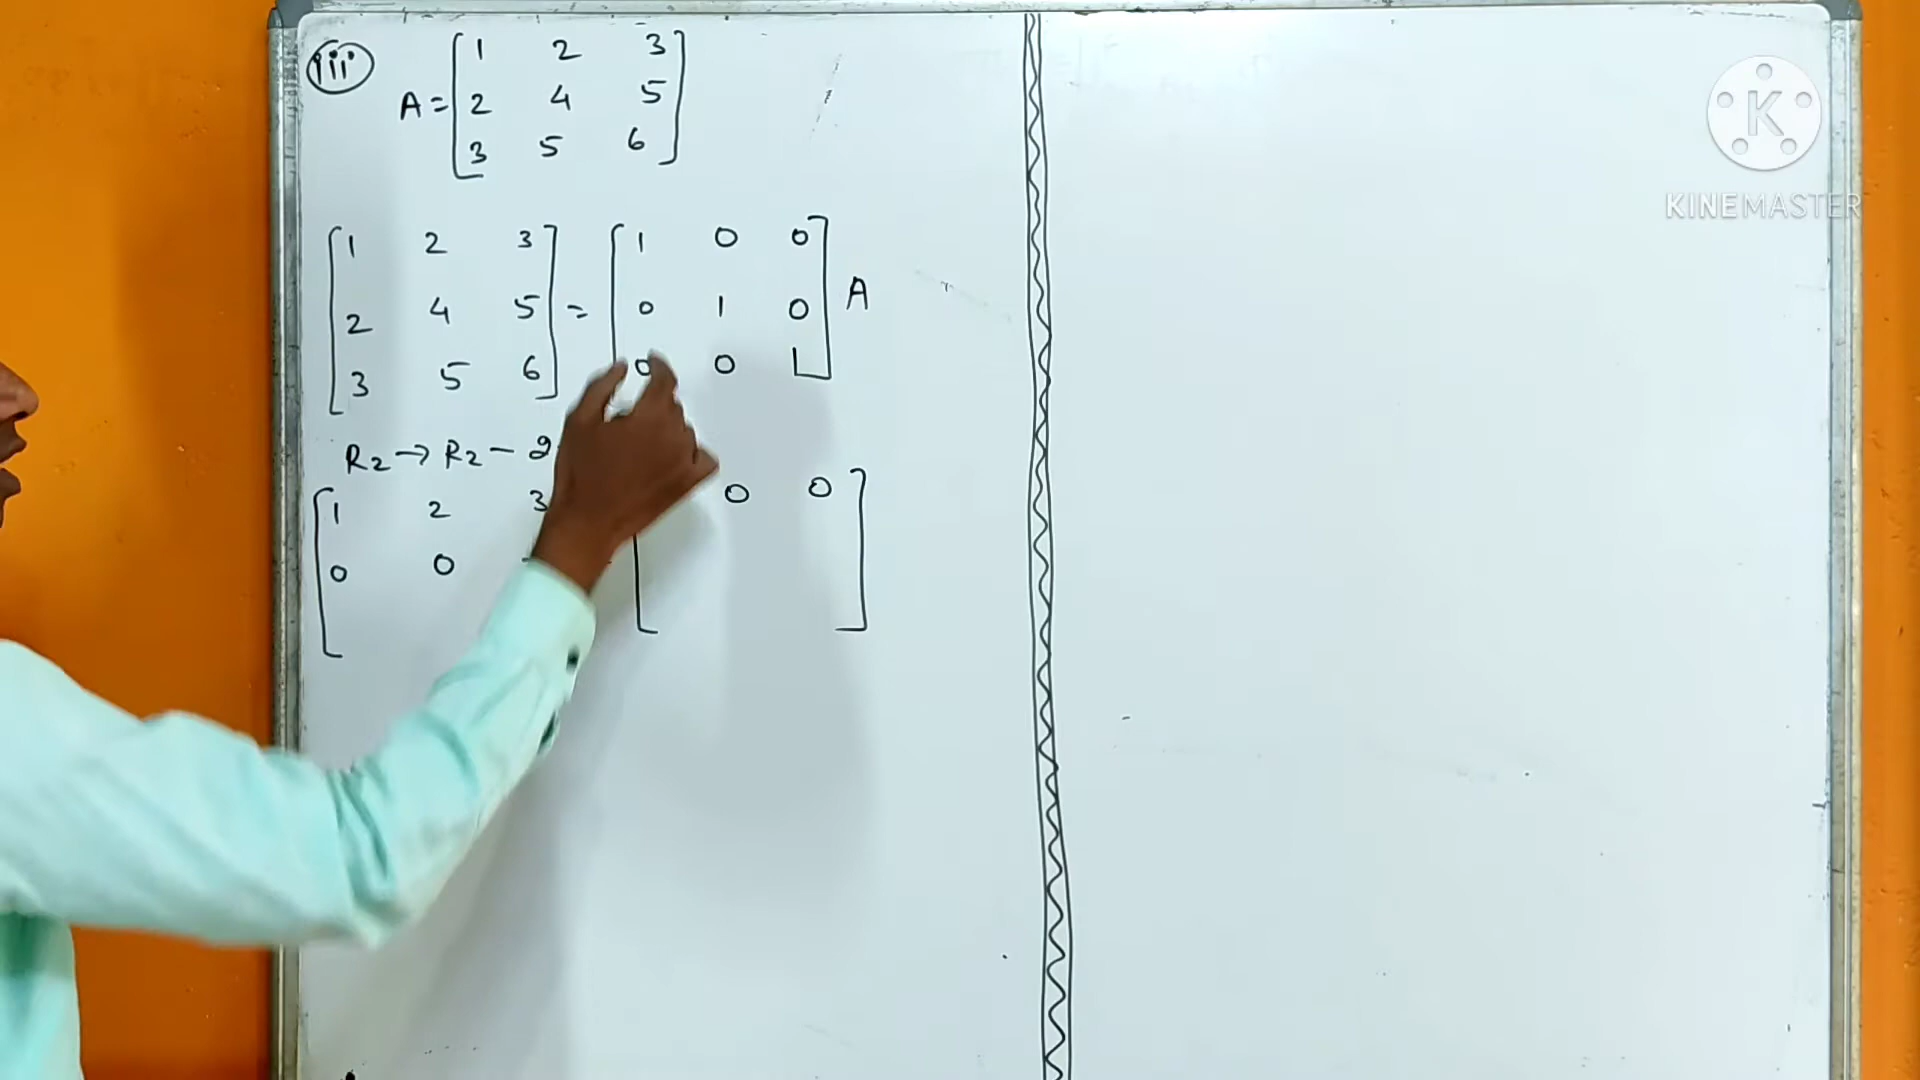 iii
A = [ 1 2 3
2 4 5
3 5 6 ]
[ 1 2 3
2 4 5
3 5 6 ] = [ 1 0 0
0 1 0
0 0 1 ] A
R2 → R2 - 2
[ 1 2 3 [ 0 0 ]
0 0
K
KINEMASTER